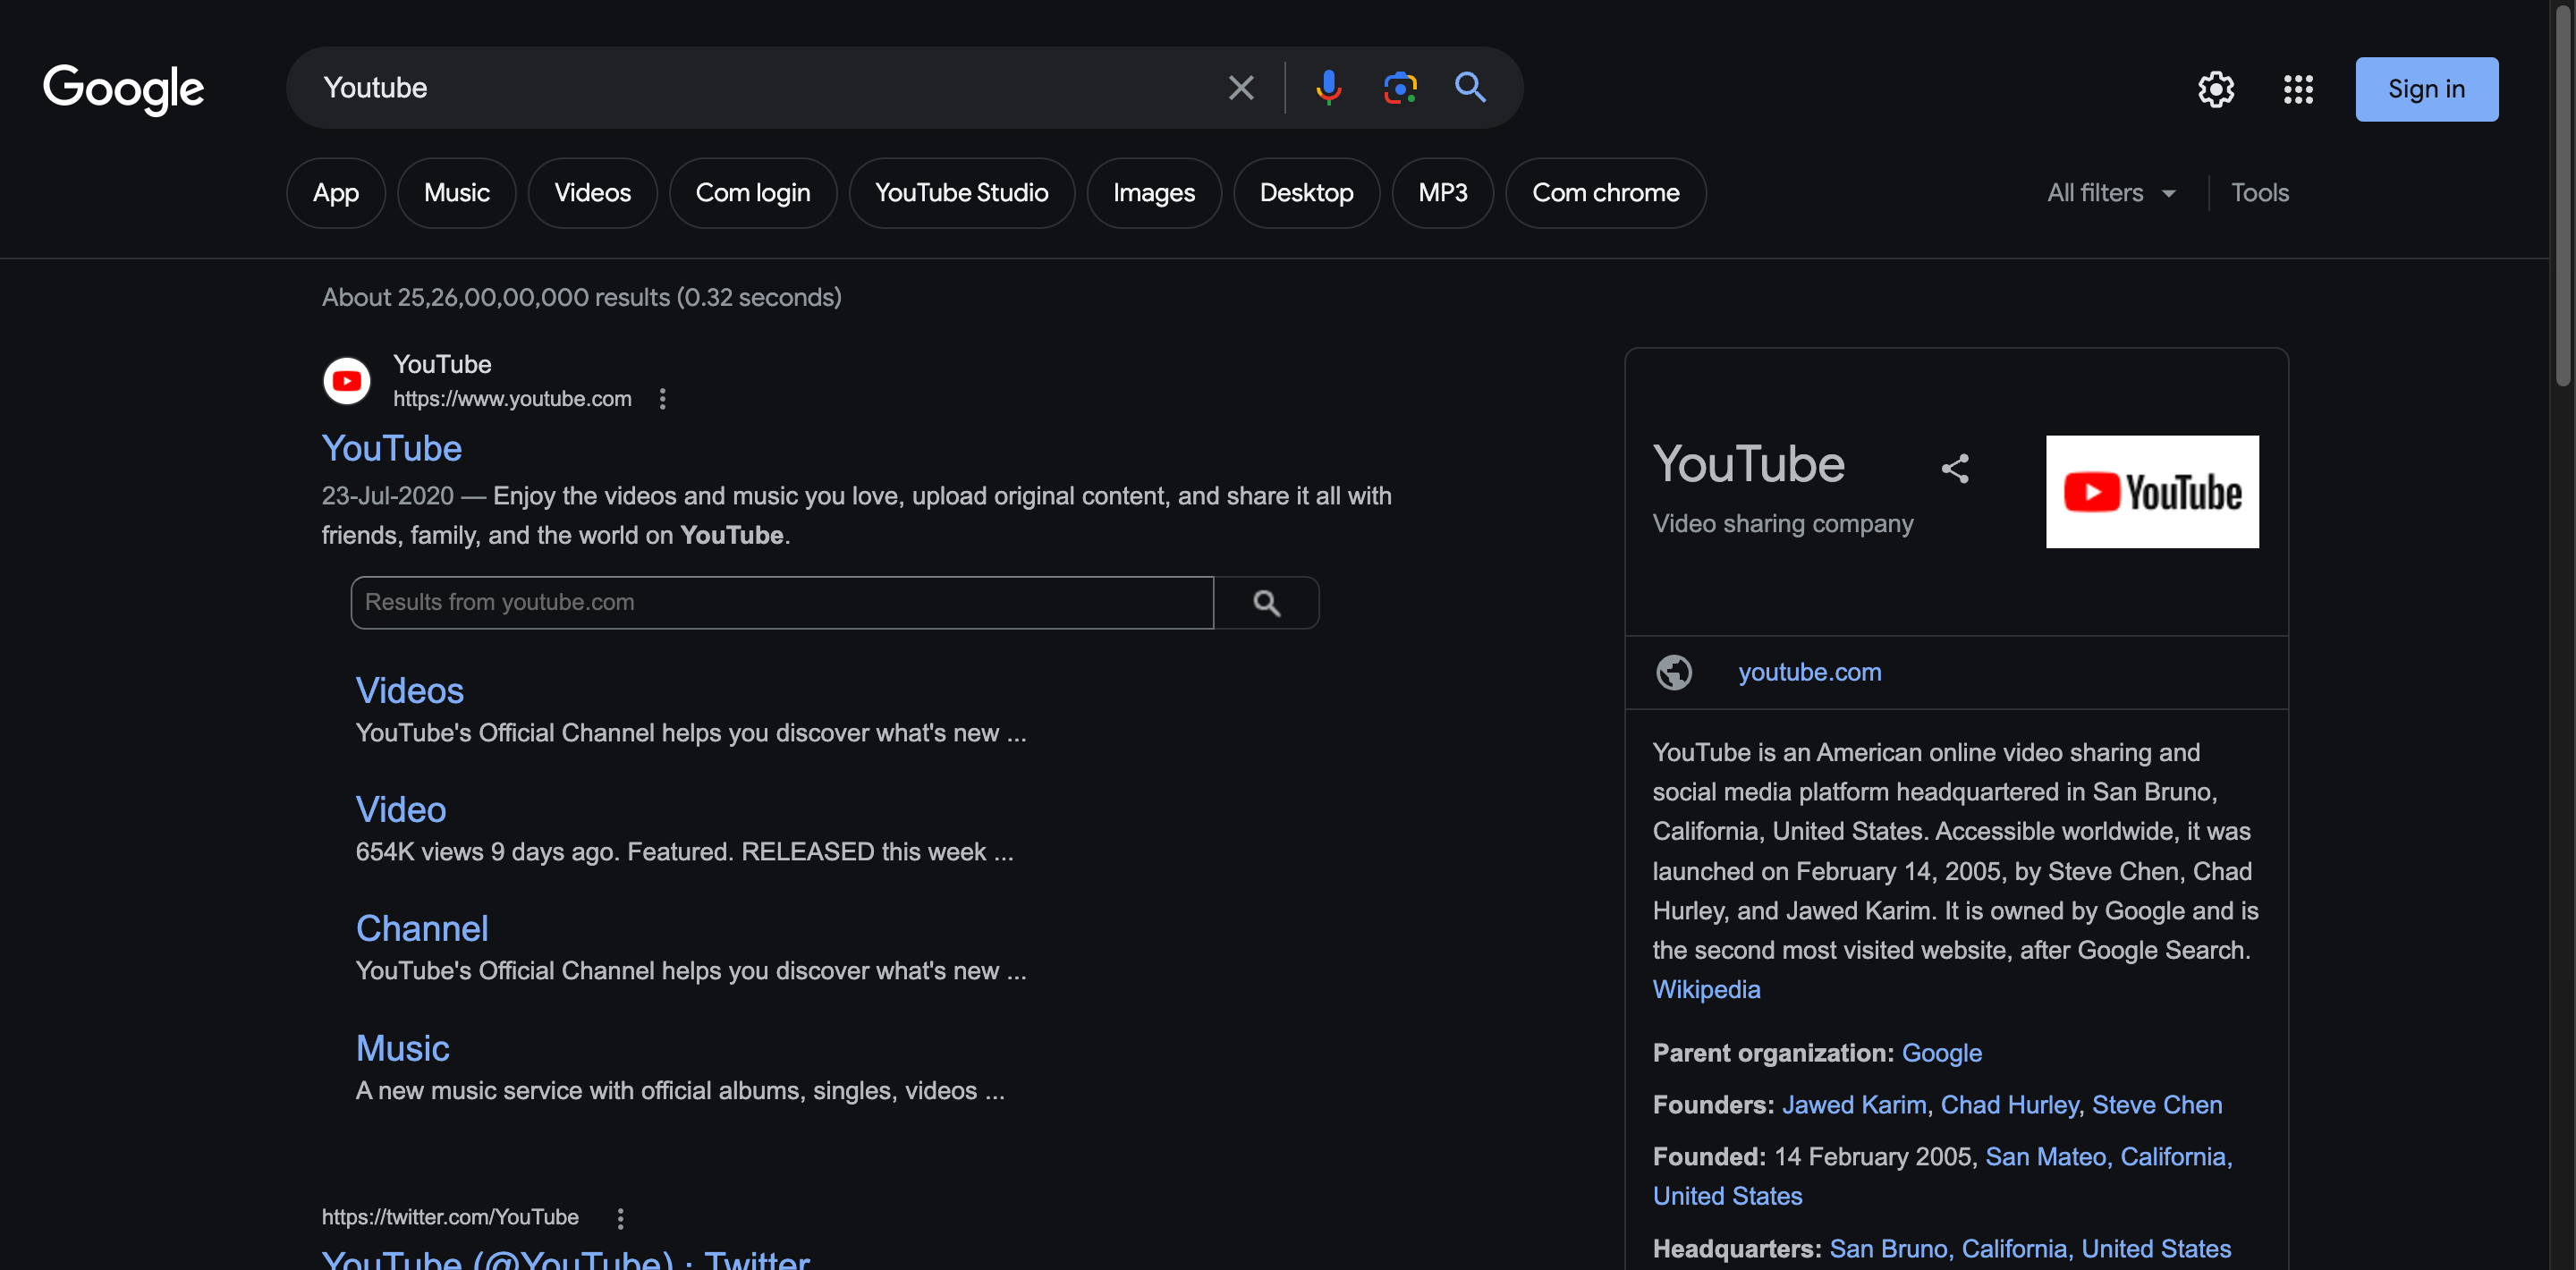 Google
Youtube
Sign in
App
Music
Videos
Com login
YouTube Studio
Images
Desktop
MP3
Com chrome
All filters
Tools
About 25,26,00,00,000 results (0.32 seconds)
YouTube
https://www.youtube.com
YouTube
23-Jul-2020 — Enjoy the videos and music you love, upload original content, and share it all with
friends, family, and the world on YouTube.
Results from youtube.com
Videos
YouTube's Official Channel helps you discover what's new ...
Video
654K views 9 days ago. Featured. RELEASED this week ...
Channel
YouTube's Official Channel helps you discover what's new ...
Music
A new music service with official albums, singles, videos ...
https://twitter.com/YouTube
YouTube (@YouTube) · Twitter
YouTube
Video sharing company
YouTube
youtube.com
YouTube is an American online video sharing and
social media platform headquartered in San Bruno,
California, United States. Accessible worldwide, it was
launched on February 14, 2005, by Steve Chen, Chad
Hurley, and Jawed Karim. It is owned by Google and is
the second most visited website, after Google Search.
Wikipedia
Parent organization: Google
Founders: Jawed Karim, Chad Hurley, Steve Chen
Founded: 14 February 2005, San Mateo, California,
United States
Headquarters: San Bruno, California, United States